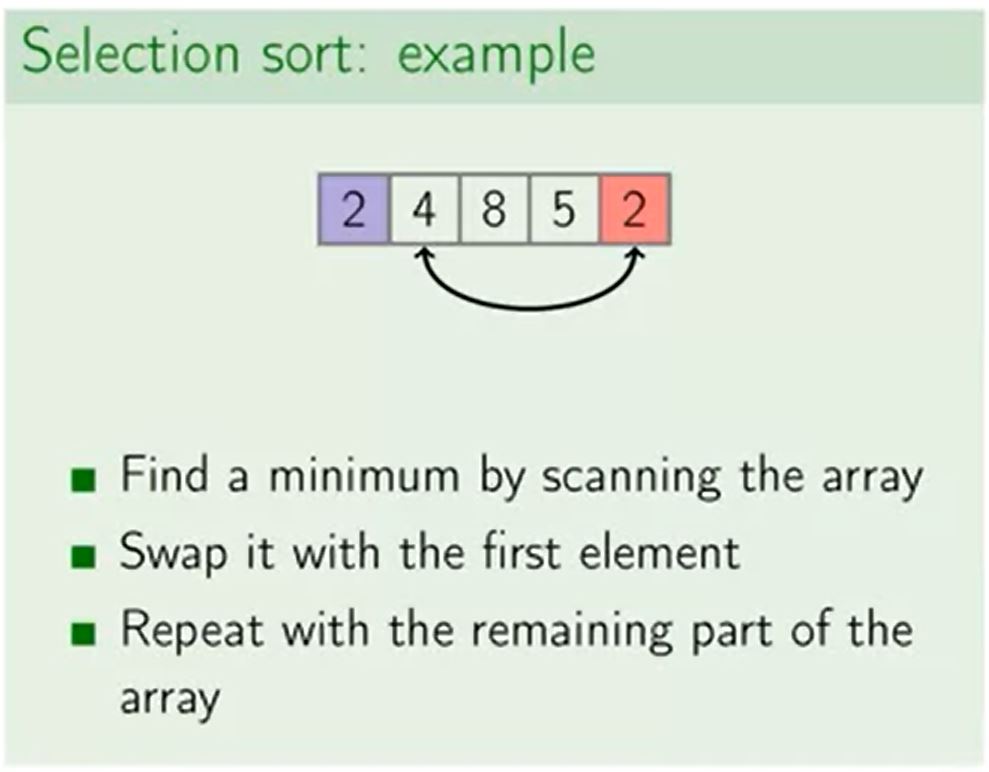 Selection sort: example
2 4 8 5 2
Find a minimum by scanning the array
Swap it with the first element
Repeat with the remaining part of the
array